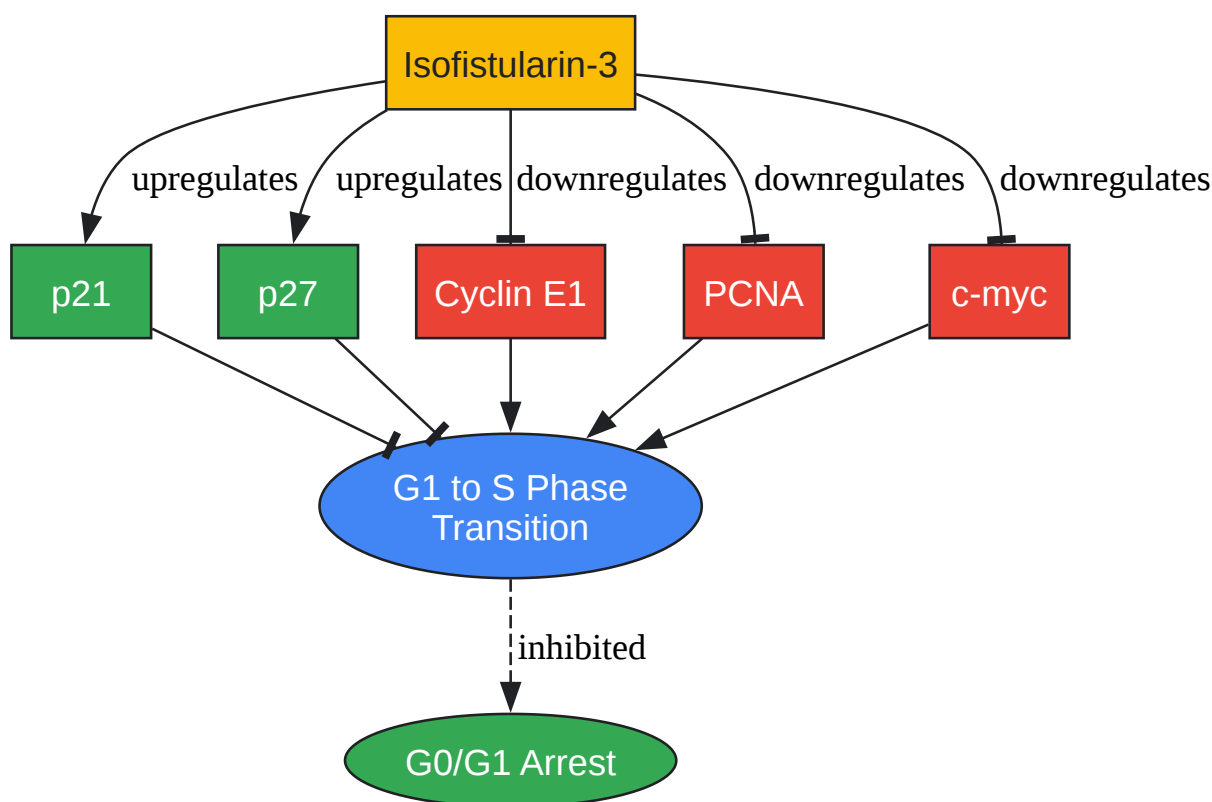 Isofistularin-3
upregulates
upregulates
downregulates
downregulates
downregulates
p21
p27
Cyclin E1
PCNA
c-myc
G1 to S Phase
Transition
inhibited
G0/G1 Arrest